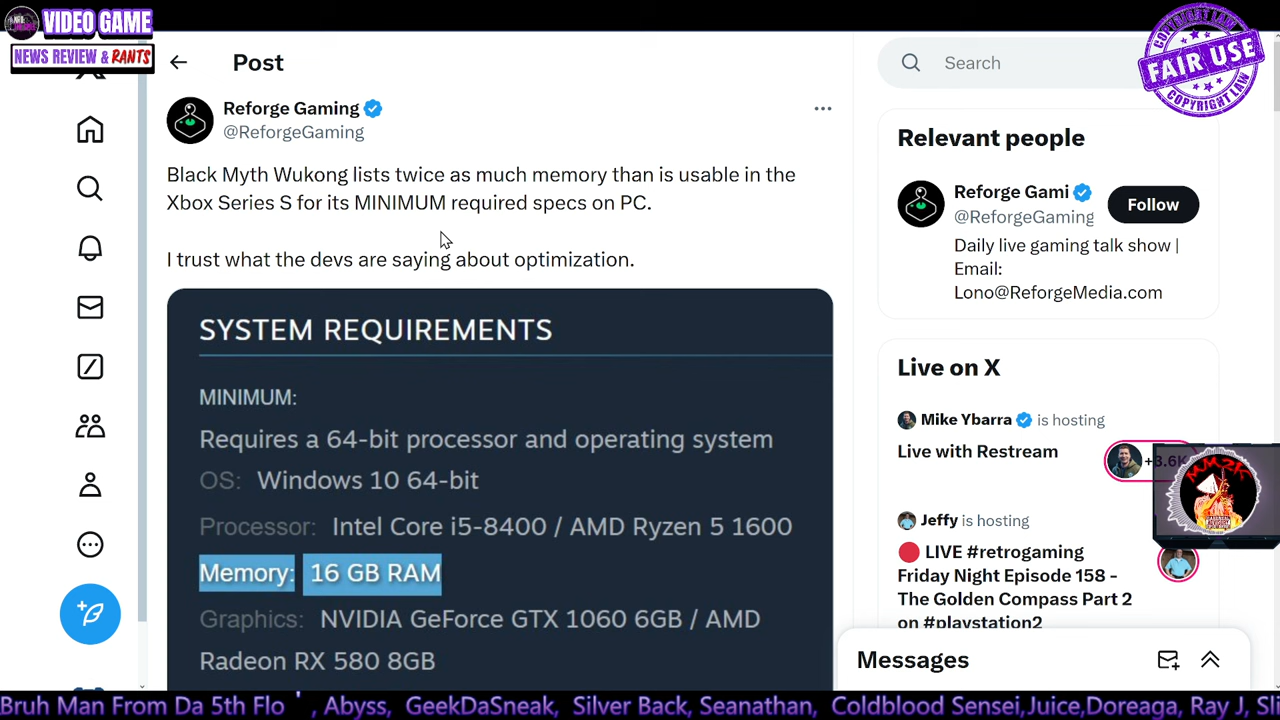 VIDEO GAME
NEWS REVIEW & RANTS
Post
Search
FAIR USE
COPYRIGHT LAW
COPYRIGHT LAW
Reforge Gaming
@ReforgeGaming
Black Myth Wukong lists twice as much memory than is usable in the
Xbox Series S for its MINIMUM required specs on PC.
I trust what the devs are saying about optimization.
SYSTEM REQUIREMENTS
MINIMUM:
Requires a 64-bit processor and operating system
OS: Windows 10 64-bit
Processor: Intel Core i5-8400 / AMD Ryzen 5 1600
Memory: 16 GB RAM
Graphics: NVIDIA GeForce GTX 1060 6GB / AMD
Radeon RX 580 8GB
Relevant people
Reforge Gami
@ReforgeGaming
Follow
Daily live gaming talk show |
Email:
Lono@ReforgeMedia.com
Live on X
Mike Ybarra is hosting
Live with Restream
+3.6K
MM2K
Jeffy is hosting
LIVE #retrogaming
Friday Night Episode 158 -
The Golden Compass Part 2
on #playstation2
Messages
Bruh Man From Da 5th Flo ' , Abyss, GeekDaSneak, Silver Back, Seanathan, Coldblood Sensei,Juice,Doreaga, Ray J, Sl